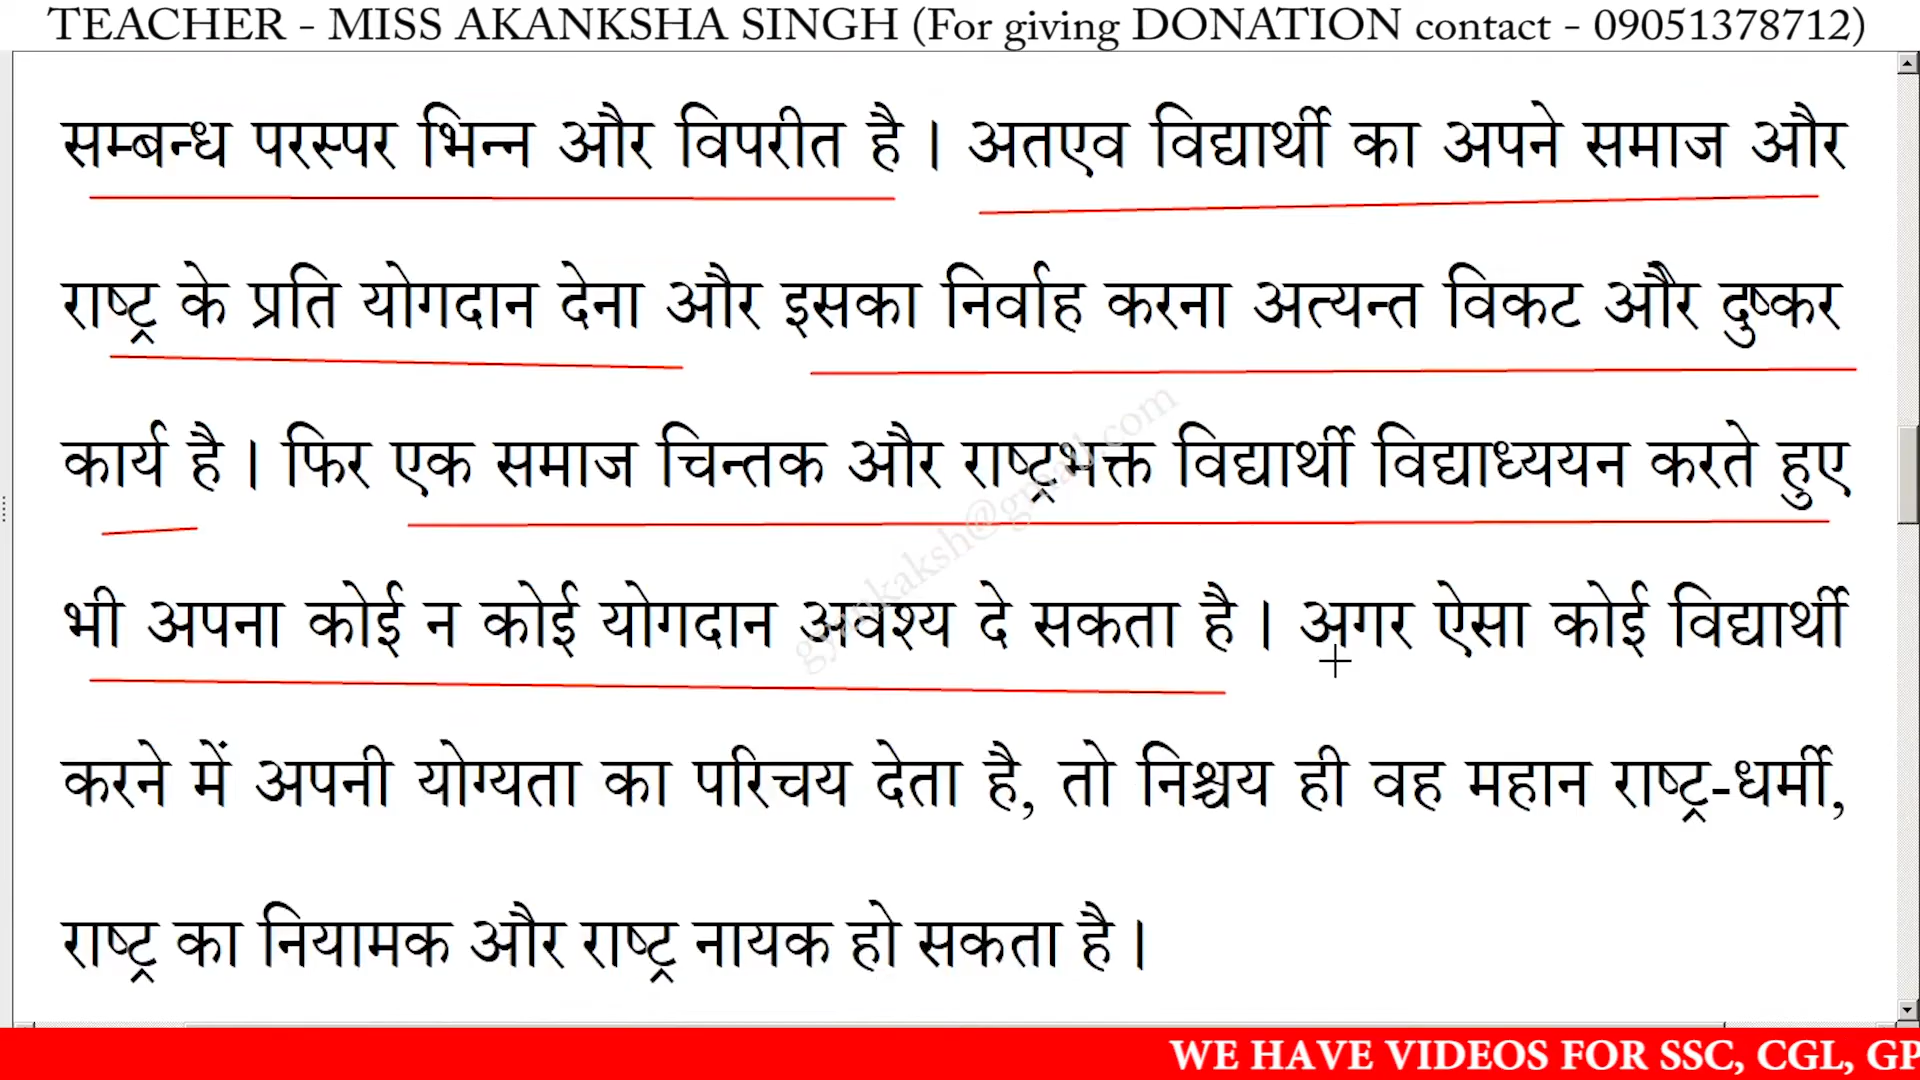 TEACHER - MISS AKANKSHA SINGH (For giving DONATION contact - 09051378712)
सम्बन्ध परस्पर भिन्न और विपरीत है। अतएव विद्यार्थी का अपने समाज और
राष्ट्र के प्रति योगदान देना और इसका निर्वाह करना अत्यन्त विकट और दुष्कर
कार्य है। फिर एक समाज चिन्तक और राष्ट्रभक्त विद्यार्थी विद्याध्ययन करते हुए
भी अपना कोई न कोई योगदान अवश्य दे सकता है। अगर ऐसा कोई विद्यार्थी
करने में अपनी योग्यता का परिचय देता है, तो निश्चय ही वह महान राष्ट्र-धर्मी,
राष्ट्र का नियामक और राष्ट्र नायक हो सकता है।
gyankaksh@gmail.com
WE HAVE VIDEOS FOR SSC, CGL, GP